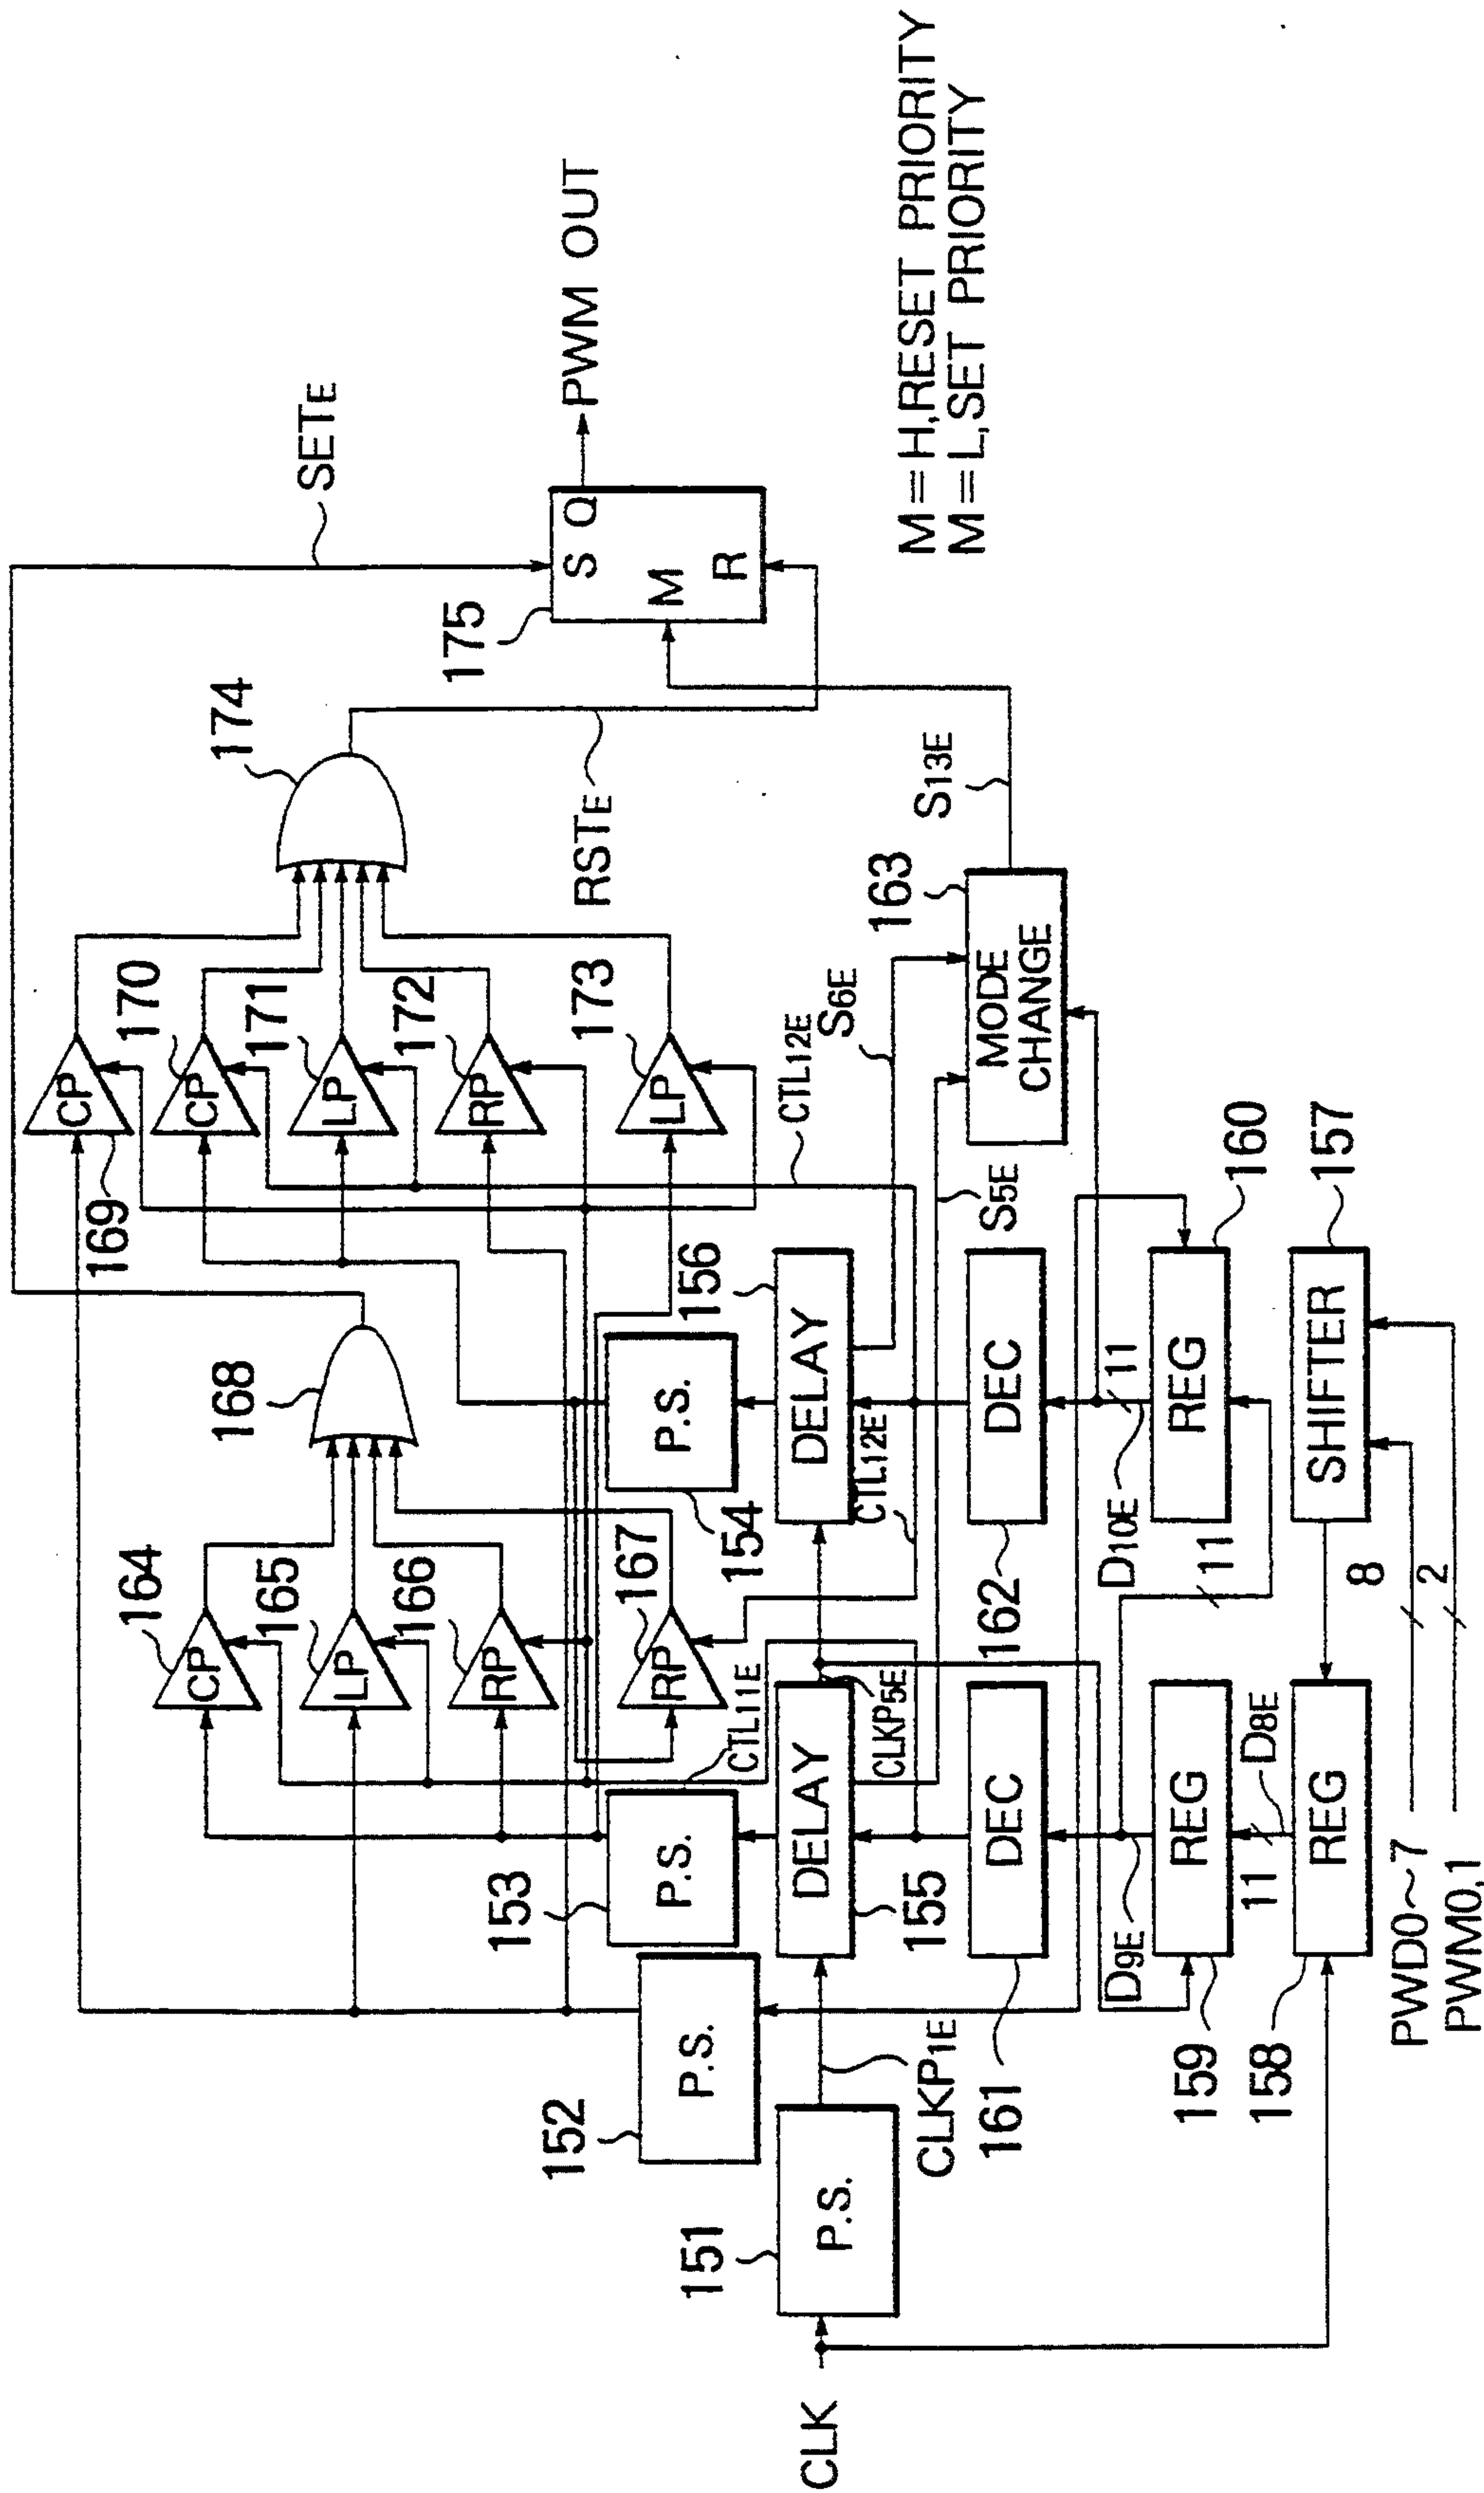 SETE
PWM OUT
M=H,RESET PRIORITY
M=L,SET PRIORITY
S Q
M
R
175
174
RSTE
S13E
163
MODE
CHANGE
CP
169
CP
170
LP
171
RP
172
LP
173
CTL12E
S6E
S5E
168
CP
164
LP
165
RP
166
RP
167
P.S.
154
DELAY
156
CTL12E
DEC
162
REG
160
D10E
11
11
SHIFTER
157
8
2
CTL11E
P.S.
153
DELAY
155
CLKP5E
DEC
161
REG
159
D9E
11
D8E
REG
158
PWD0~7
PWM0,1
P.S.
152
P.S.
151
CLKP1E
CLK